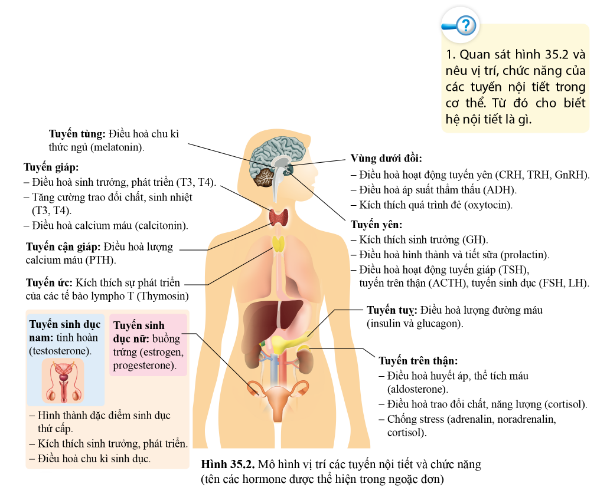 1. Quan sát hình 35.2 và
nêu vị trí, chức năng của
các tuyến nội tiết trong
cơ thể. Từ đó cho biết
hệ nội tiết là gì.
Tuyến tùng: Điều hoà chu kì
thức ngủ (melatonin).
Tuyến giáp:
– Điều hoà sinh trưởng, phát triển (T3, T4).
– Tăng cường trao đổi chất, sinh nhiệt
(T3, T4).
– Điều hoà calcium máu (calcitonin).
Tuyến cận giáp: Điều hoà lượng
calcium máu (PTH).
Tuyến ức: Kích thích sự phát triển
của các tế bào lympho T (Thymosin)
Tuyến sinh dục
nam: tinh hoàn
(testosterone).
Tuyến sinh
dục nữ: buồng
trứng (estrogen,
progesterone).
– Hình thành đặc điểm sinh dục
thứ cấp.
– Kích thích sinh trưởng, phát triển.
– Điều hoà chu kì sinh dục.
Vùng dưới đồi:
– Điều hoà hoạt động tuyến yên (CRH, TRH, GnRH).
– Điều hoà áp suất thẩm thấu (ADH).
– Kích thích quá trình đẻ (oxytocin).
Tuyến yên:
– Kích thích sinh trưởng (GH).
– Điều hoà hình thành và tiết sữa (prolactin).
– Điều hoà hoạt động tuyến giáp (TSH),
tuyến trên thận (ACTH), tuyến sinh dục (FSH, LH).
Tuyến tuỵ: Điều hoà lượng đường máu
(insulin và glucagon).
Tuyến trên thận:
– Điều hoà huyết áp, thể tích máu
(aldosterone).
– Điều hoà trao đổi chất, năng lượng (cortisol).
– Chống stress (adrenalin, noradrenalin,
cortisol).
Hình 35.2. Mô hình vị trí các tuyến nội tiết và chức năng
(tên các hormone được thể hiện trong ngoặc đơn)